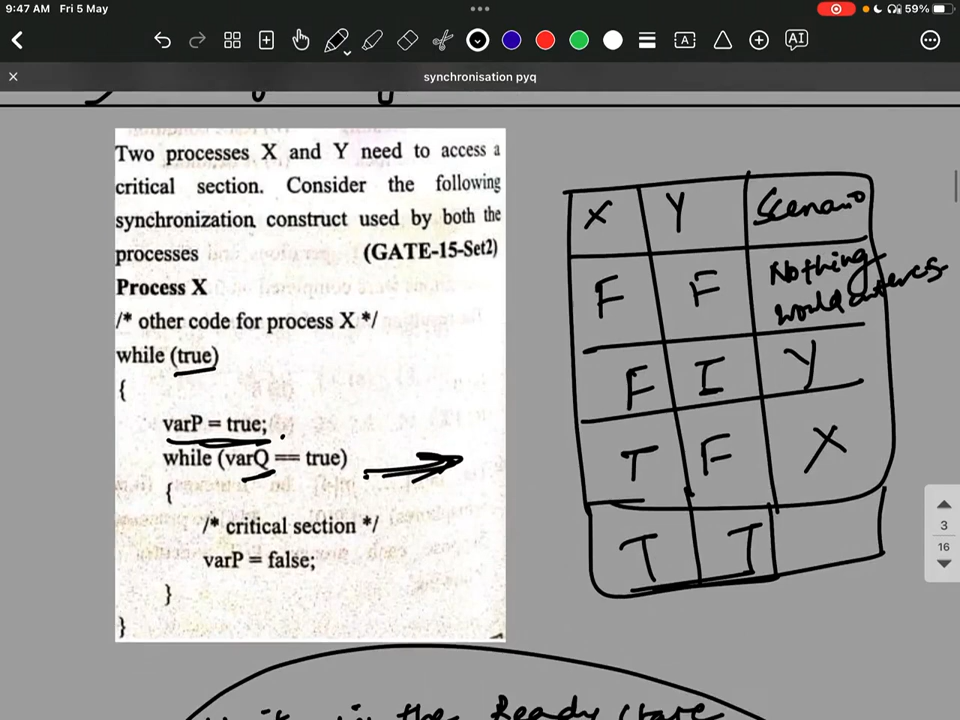 9:47 AM Fri 5 May
59%
synchronisation pyq
Two processes X and Y need to access a
critical section. Consider the following
synchronization construct used by both the
processes (GATE-15-Set2)
Process X
/* other code for process X */
while (true)
{
varP = true;
while (varQ == true)
{
/* critical section */
varP = false;
}
}
X Y Scenario
F F Nothing
would
F I Y
T F X
T T
3
16
in the Ready state